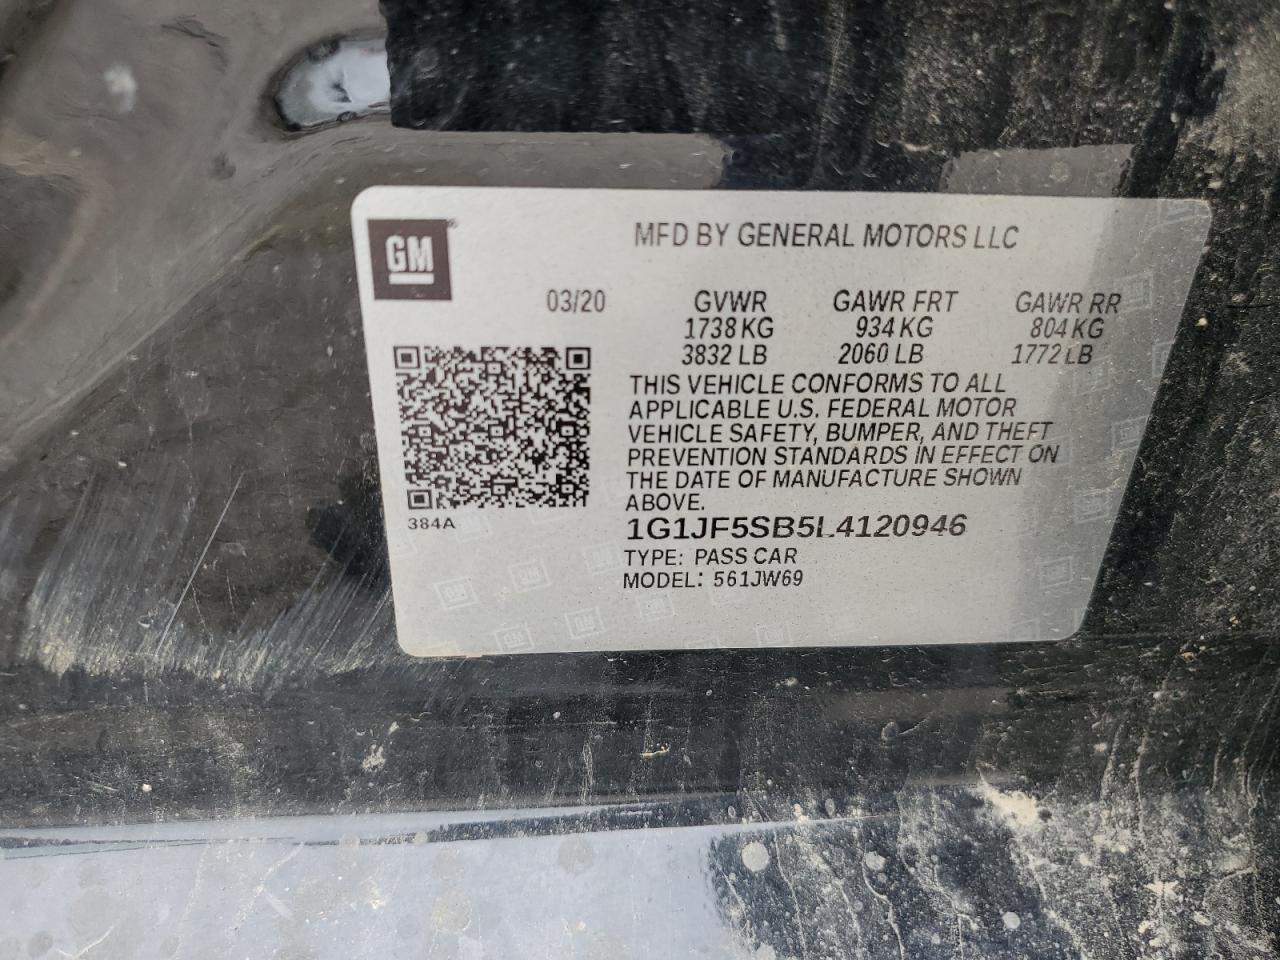 GM
MFD BY GENERAL MOTORS LLC
03/20 GVWR GAWR FRT GAWR RR
1738 KG 934 KG 804 KG
3832 LB 2060 LB 1772 LB
THIS VEHICLE CONFORMS TO ALL
APPLICABLE U.S. FEDERAL MOTOR
VEHICLE SAFETY, BUMPER, AND THEFT
PREVENTION STANDARDS IN EFFECT ON
THE DATE OF MANUFACTURE SHOWN
ABOVE.
384A
1G1JF5SB5L4120946
TYPE: PASS CAR
MODEL: 561JW69